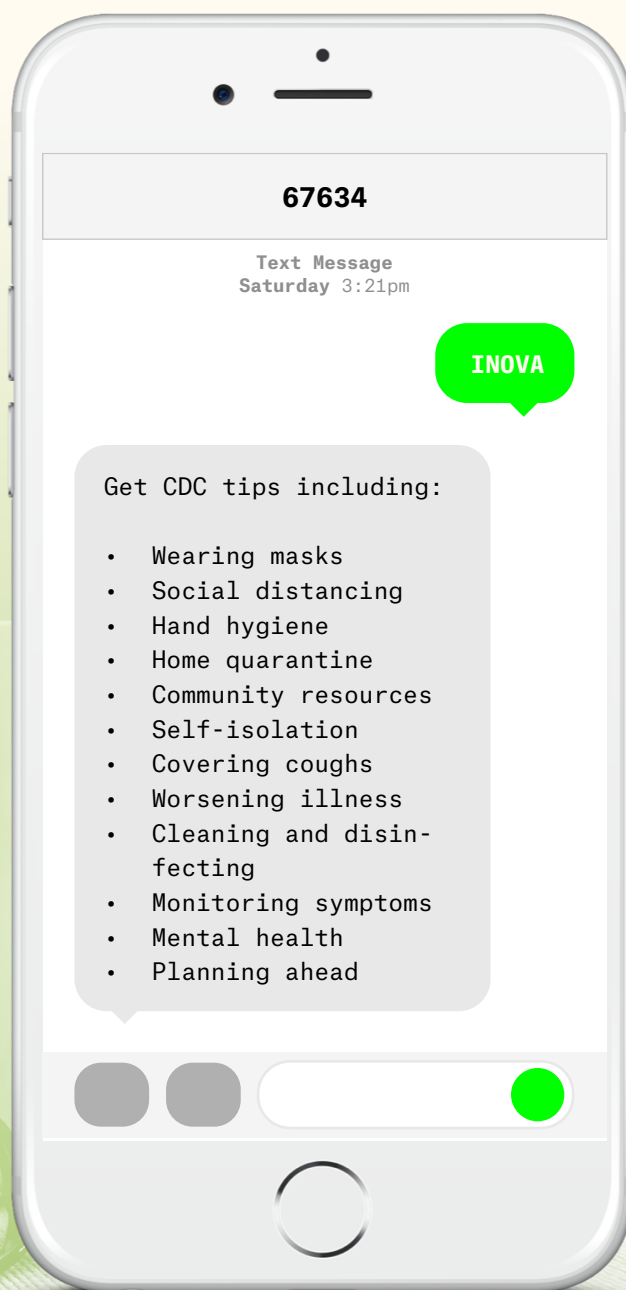 67634
Text Message
Saturday 3:21pm
INOVA
Get CDC tips including:
• Wearing masks
• Social distancing
• Hand hygiene
• Home quarantine
• Community resources
• Self-isolation
• Covering coughs
• Worsening illness
• Cleaning and disin-
fecting
• Monitoring symptoms
• Mental health
• Planning ahead